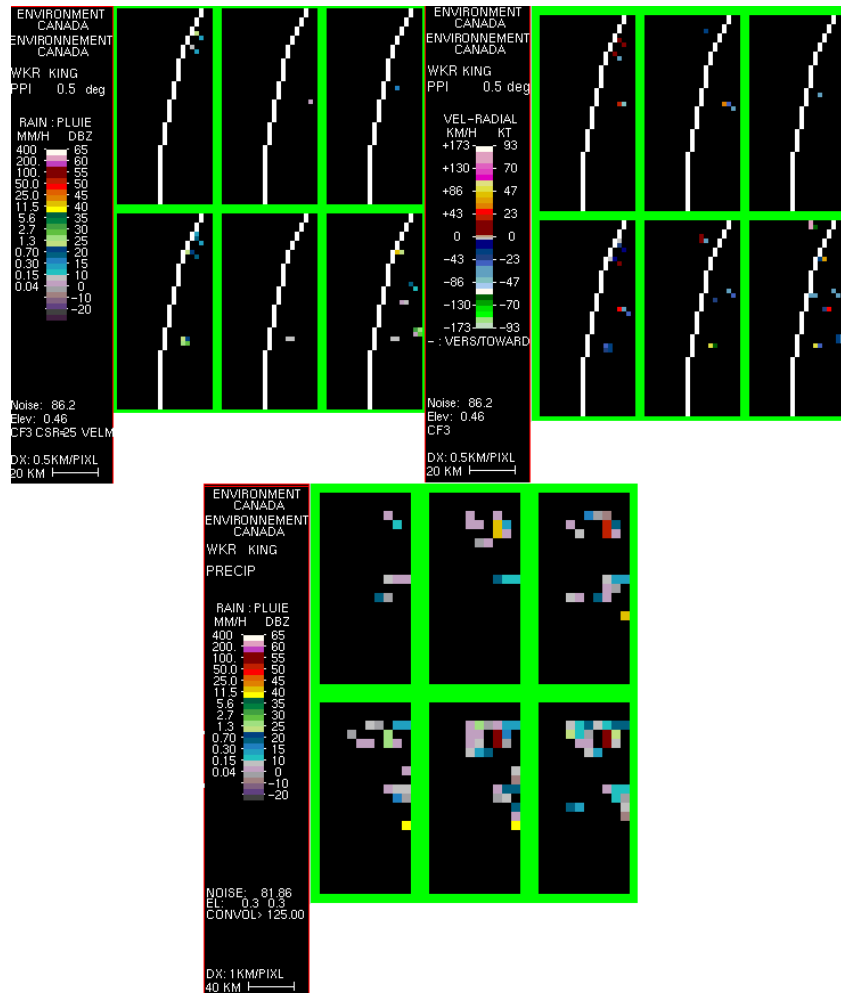 ENVIRONMENT
CANADA
ENVIRONNEMENT
CANADA
WKR KING
PPI 0.5 deg
RAIN : PLUIE
MM/H DBZ
400 65
200. 60
100. 55
50.0 50
25.0 45
11.5 40
5.6 35
2.7 30
1.3 25
0.70 20
0.30 15
0.15 10
0.04 0
-10
-20
Noise: 86.2
Elev: 0.46
CF3 CSR=25 VELM
DX: 0.5KM/PIXL
20 KM
ENVIRONMENT
CANADA
ENVIRONNEMENT
CANADA
WKR KING
PPI 0.5 deg
VEL-RADIAL
KM/H KT
+173 93
+130 70
+86 47
+43 23
0 0
-43 -23
-86 -47
-130 -70
-173 -93
- : VERS/TOWARD
Noise: 86.2
Elev: 0.46
CF3
DX: 0.5KM/PIXL
20 KM
ENVIRONMENT
CANADA
ENVIRONNEMENT
CANADA
WKR KING
PRECIP
RAIN : PLUIE
MM/H DBZ
400 65
200. 60
100. 55
50.0 50
25.0 45
11.5 40
5.6 35
2.7 30
1.3 25
0.70 20
0.30 15
0.15 10
0.04 0
-10
-20
NOISE: 81.86
EL: 0.3 0.3
CONVOL> 125.00
DX: 1KM/PIXL
40 KM